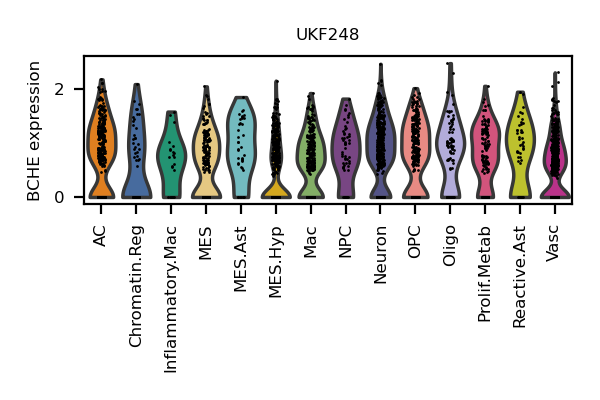 UKF248
BCHE expression
2
0
AC
Chromatin.Reg
Inflammatory.Mac
MES
MES.Ast
MES.Hyp
Mac
NPC
Neuron
OPC
Oligo
Prolif.Metab
Reactive.Ast
Vasc